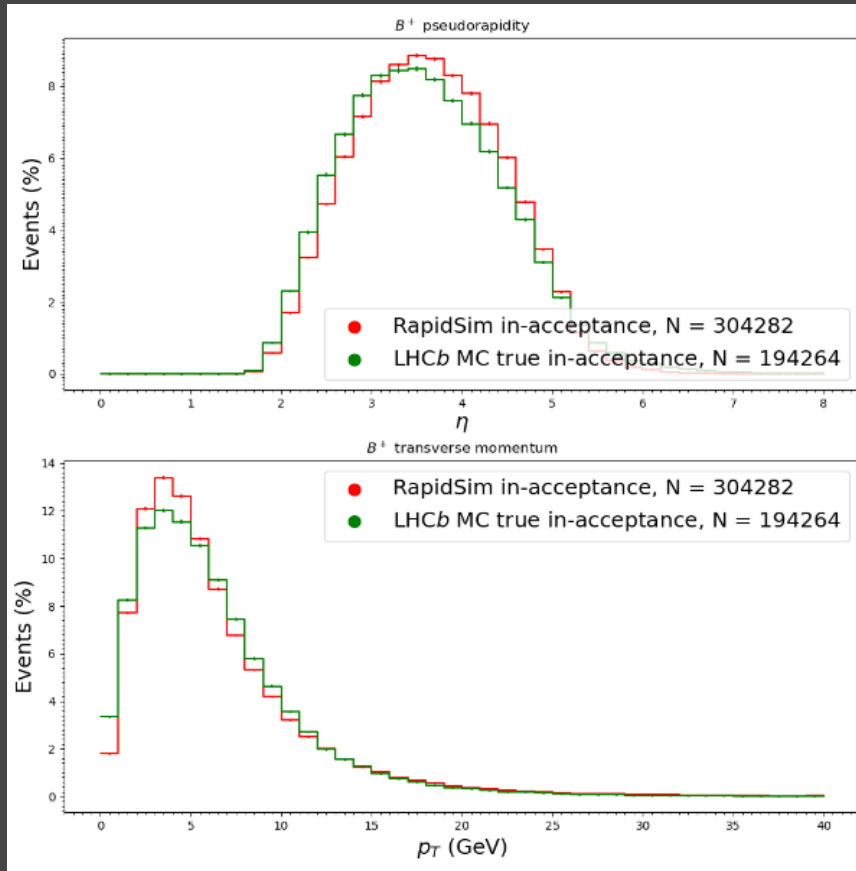 B⁺ pseudorapidity
Events (%)
8
6
4
2
0
RapidSim in-acceptance, N = 304282
LHCb MC true in-acceptance, N = 194264
0 1 2 3 4 5 6 7 8
η
B⁺ transverse momentum
Events (%)
14
12
10
8
6
4
2
0
RapidSim in-acceptance, N = 304282
LHCb MC true in-acceptance, N = 194264
0 5 10 15 20 25 30 35 40
p_T (GeV)